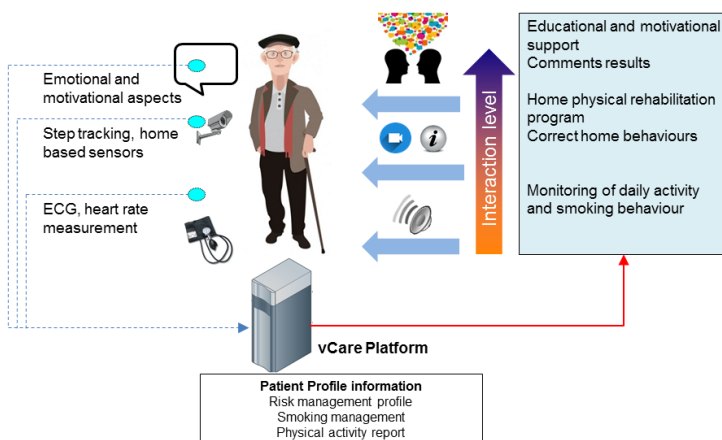 Emotional and
motivational aspects
Step tracking, home
based sensors
ECG, heart rate
measurement
Interaction level
Educational and motivational
support
Comments results
Home physical rehabilitation
program
Correct home behaviours
Monitoring of daily activity
and smoking behaviour
vCare Platform
Patient Profile information
Risk management profile
Smoking management
Physical activity report